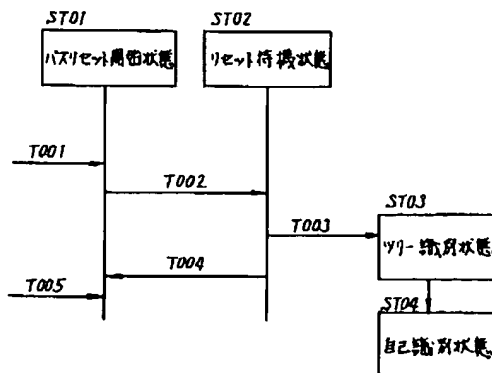 ST01
バスリセット開始状態
ST02
リセット待機状態
T001
T002
T003
ST03
ツリー識別状態
T004
T005
ST04
自己識別状態